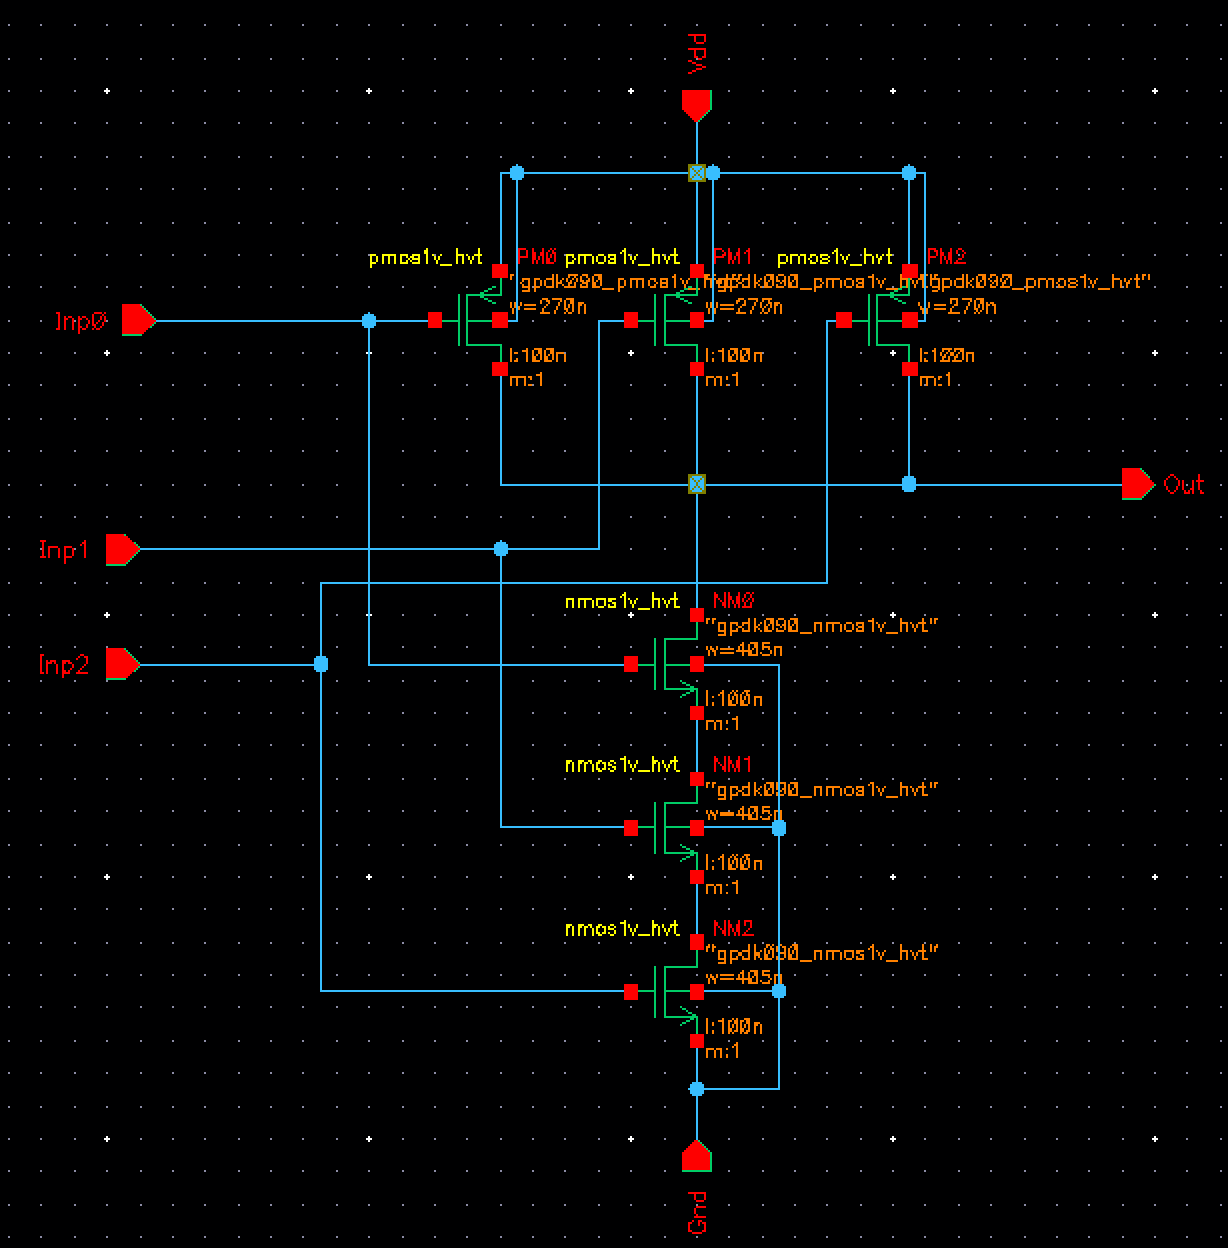 Vdd
pmos1v_hvt PM0 pmos1v_hvt PM1 pmos1v_hvt PM2
"gpdk090_pmos1v_hvt" "gpdk090_pmos1v_hvt" "gpdk090_pmos1v_hvt"
w=270n w=270n w=270n
Inp0
l:100n l:100n l:100n
m:1 m:1 m:1
Out
Inp1
nmos1v_hvt NM0
"gpdk090_nmos1v_hvt"
w=405n
Inp2
l:100n
m:1
nmos1v_hvt NM1
"gpdk090_nmos1v_hvt"
w=405n
l:100n
m:1
nmos1v_hvt NM2
"gpdk090_nmos1v_hvt"
w=405n
l:100n
m:1
Gnd